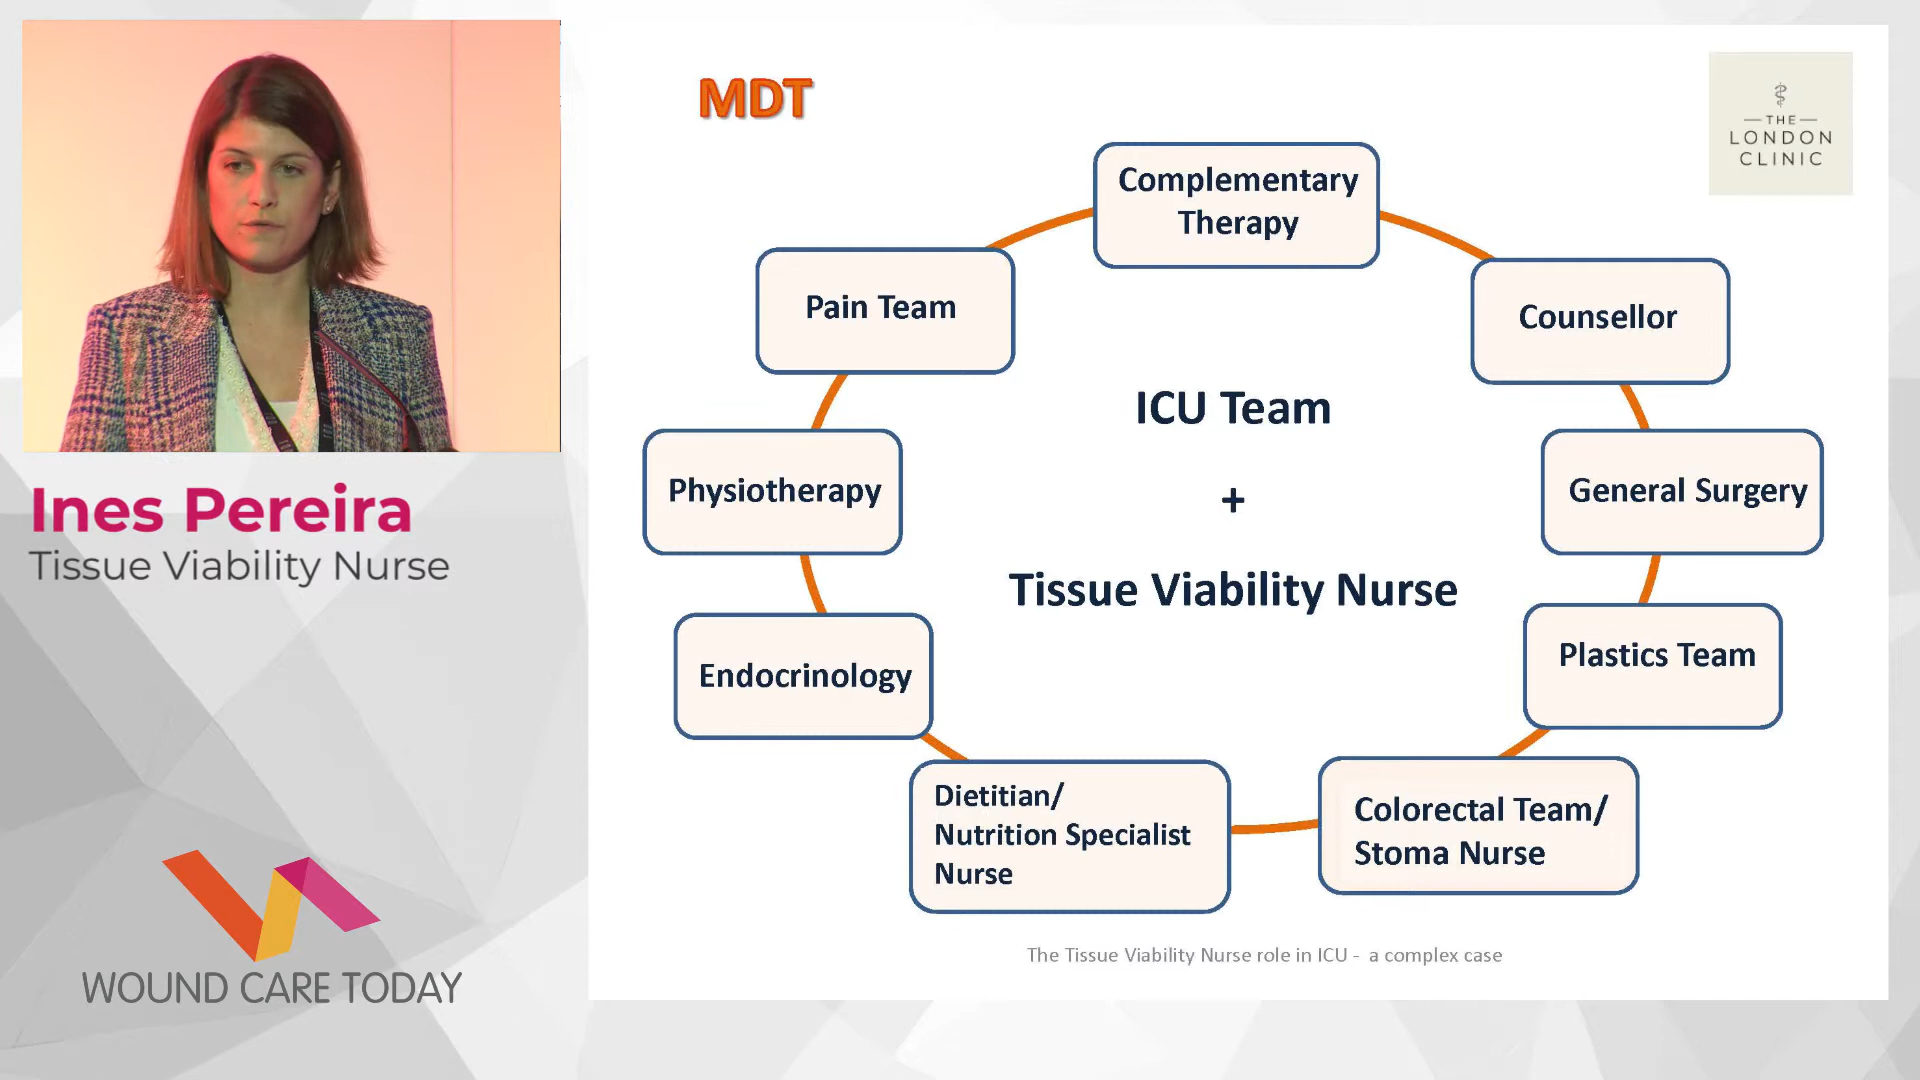 Ines Pereira
Tissue Viability Nurse
WOUND CARE TODAY
MDT
THE
LONDON
CLINIC
Complementary
Therapy
Pain Team
Counsellor
ICU Team
+
Tissue Viability Nurse
Physiotherapy
General Surgery
Endocrinology
Plastics Team
Dietitian/
Nutrition Specialist
Nurse
Colorectal Team/
Stoma Nurse
The Tissue Viability Nurse role in ICU - a complex case